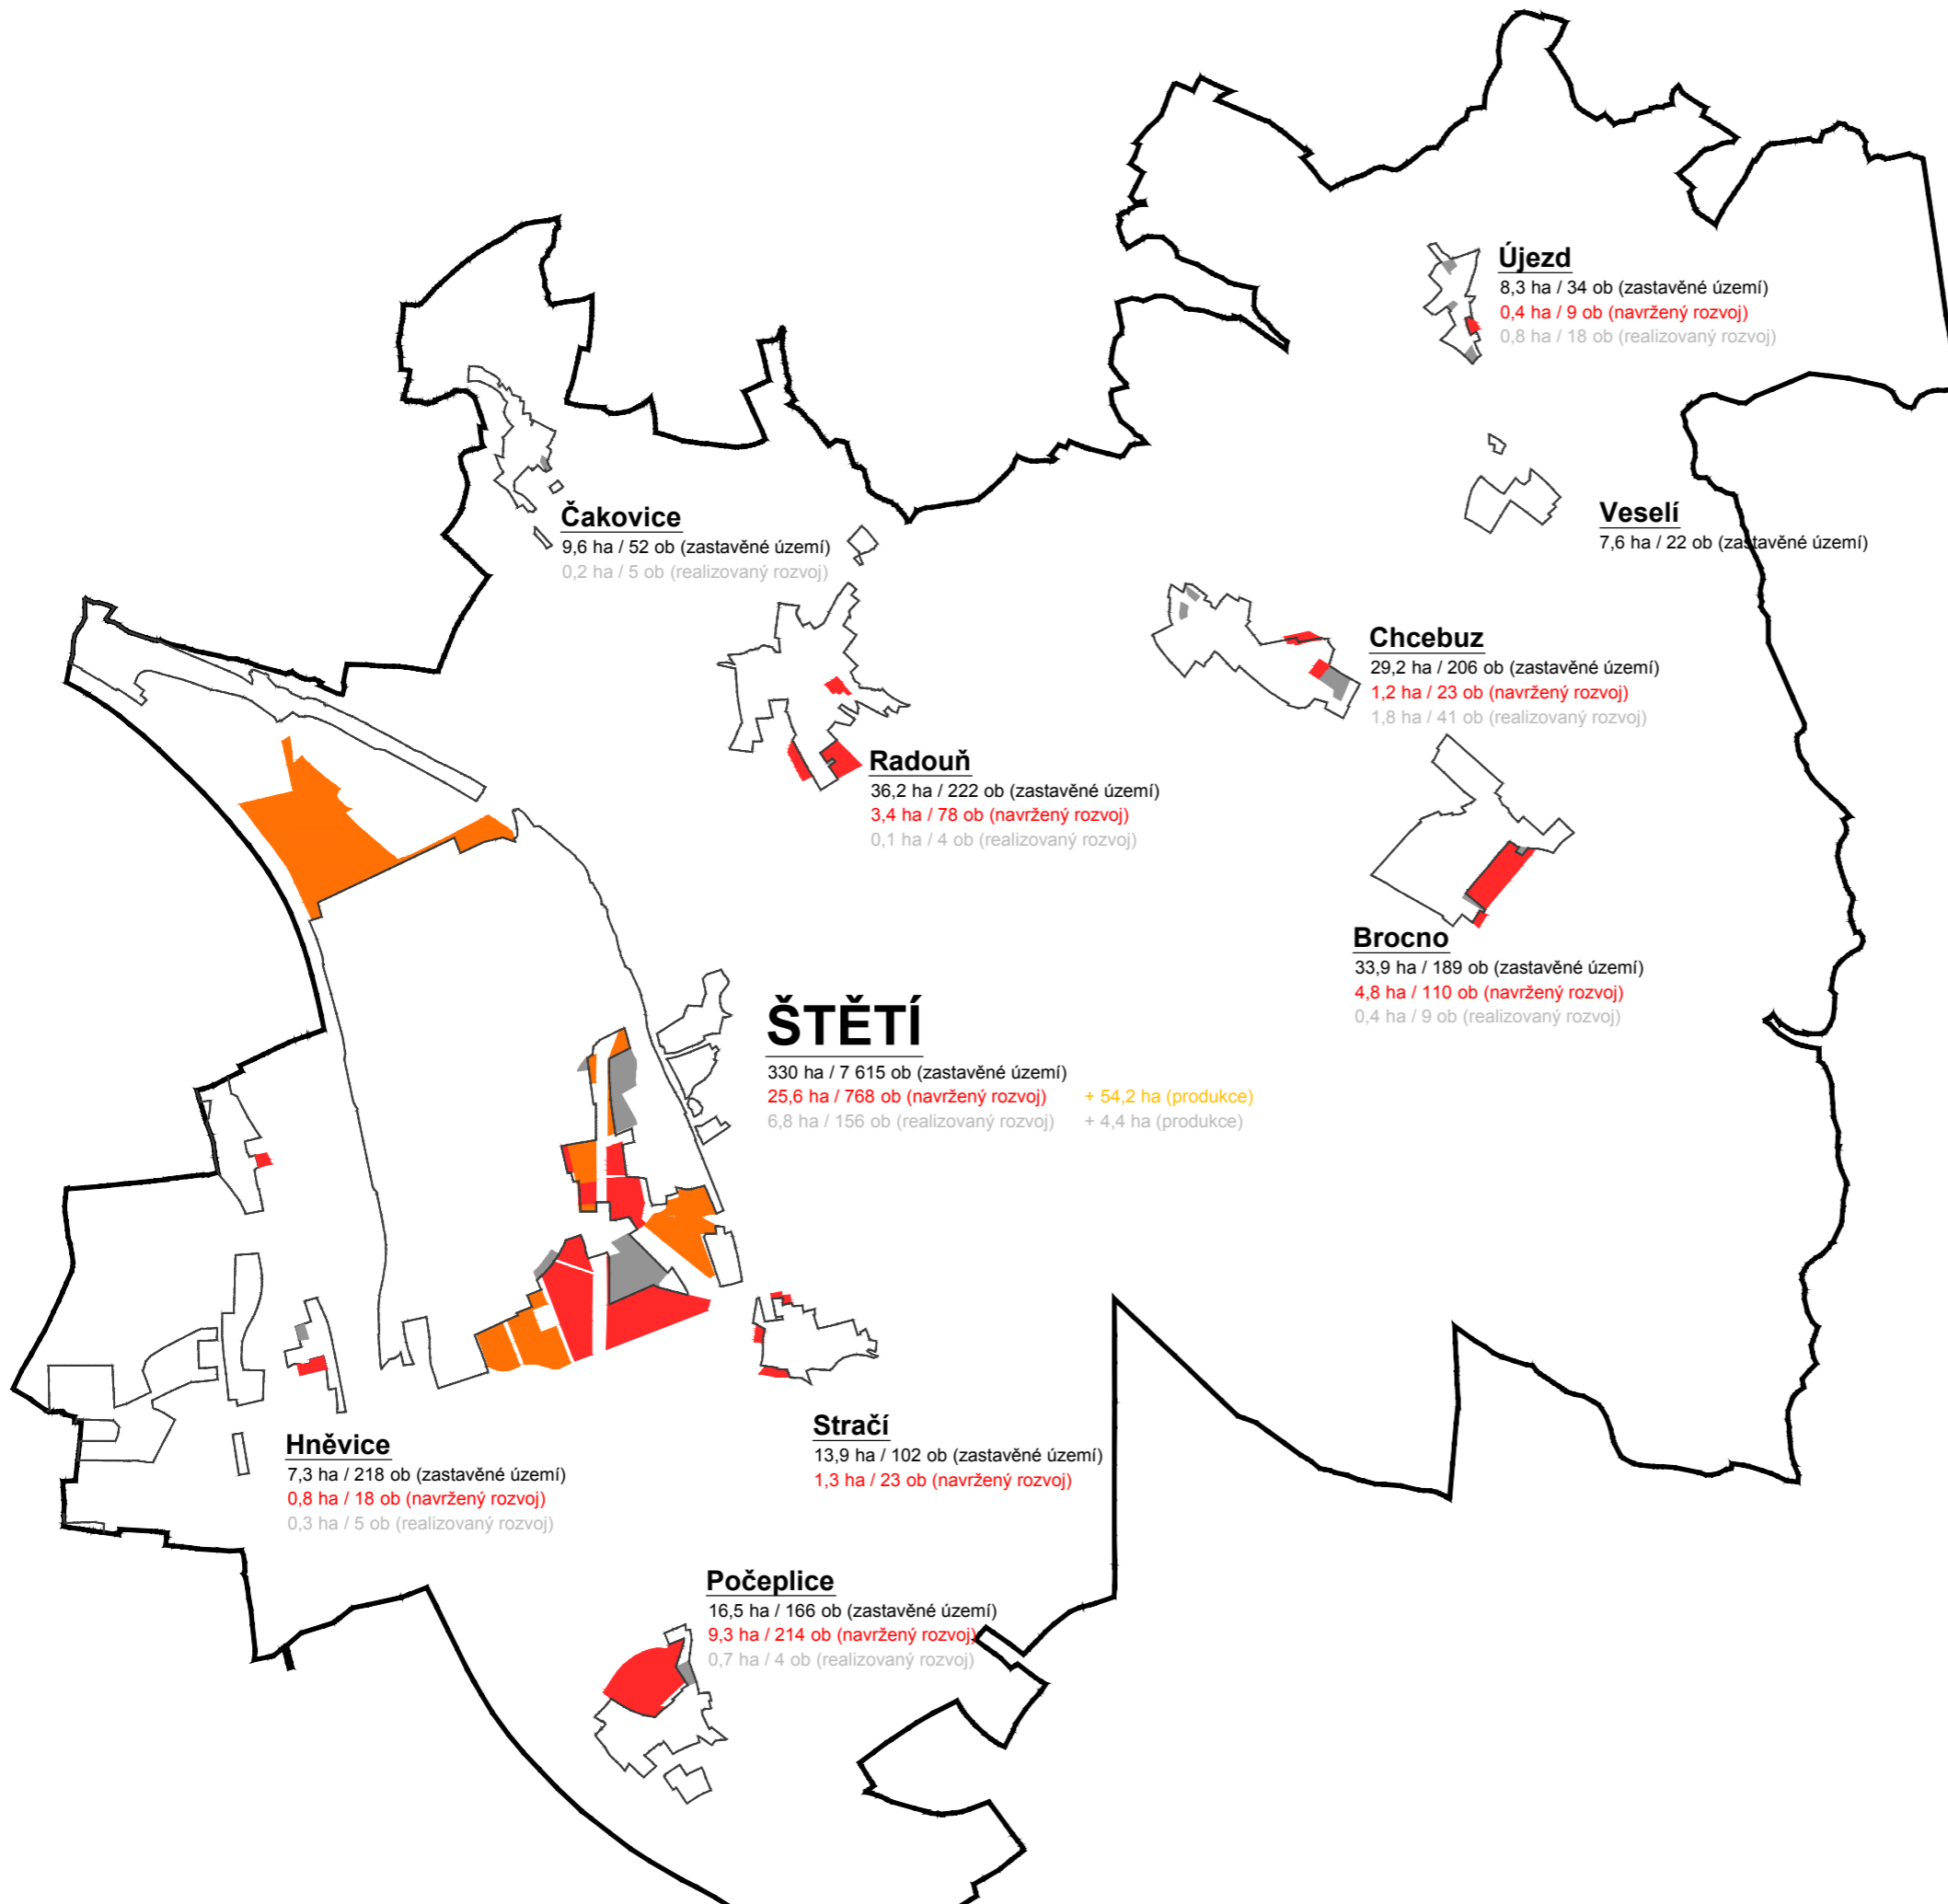 Újezd
8,3 ha / 34 ob (zastavěné území)
0,4 ha / 9 ob (navržený rozvoj)
0,8 ha / 18 ob (realizovaný rozvoj)
Čakovice
9,6 ha / 52 ob (zastavěné území)
0,2 ha / 5 ob (realizovaný rozvoj)
Veselí
7,6 ha / 22 ob (zastavěné území)
Chcebuz
29,2 ha / 206 ob (zastavěné území)
1,2 ha / 23 ob (navržený rozvoj)
1,8 ha / 41 ob (realizovaný rozvoj)
Radouň
36,2 ha / 222 ob (zastavěné území)
3,4 ha / 78 ob (navržený rozvoj)
0,1 ha / 4 ob (realizovaný rozvoj)
Brocno
33,9 ha / 189 ob (zastavěné území)
4,8 ha / 110 ob (navržený rozvoj)
0,4 ha / 9 ob (realizovaný rozvoj)
ŠTĚTÍ
330 ha / 7 615 ob (zastavěné území)
25,6 ha / 768 ob (navržený rozvoj) + 54,2 ha (produkce)
6,8 ha / 156 ob (realizovaný rozvoj) + 4,4 ha (produkce)
Stračí
13,9 ha / 102 ob (zastavěné území)
1,3 ha / 23 ob (navržený rozvoj)
Hněvice
7,3 ha / 218 ob (zastavěné území)
0,8 ha / 18 ob (navržený rozvoj)
0,3 ha / 5 ob (realizovaný rozvoj)
Počeplice
16,5 ha / 166 ob (zastavěné území)
9,3 ha / 214 ob (navržený rozvoj)
0,7 ha / 4 ob (realizovaný rozvoj)